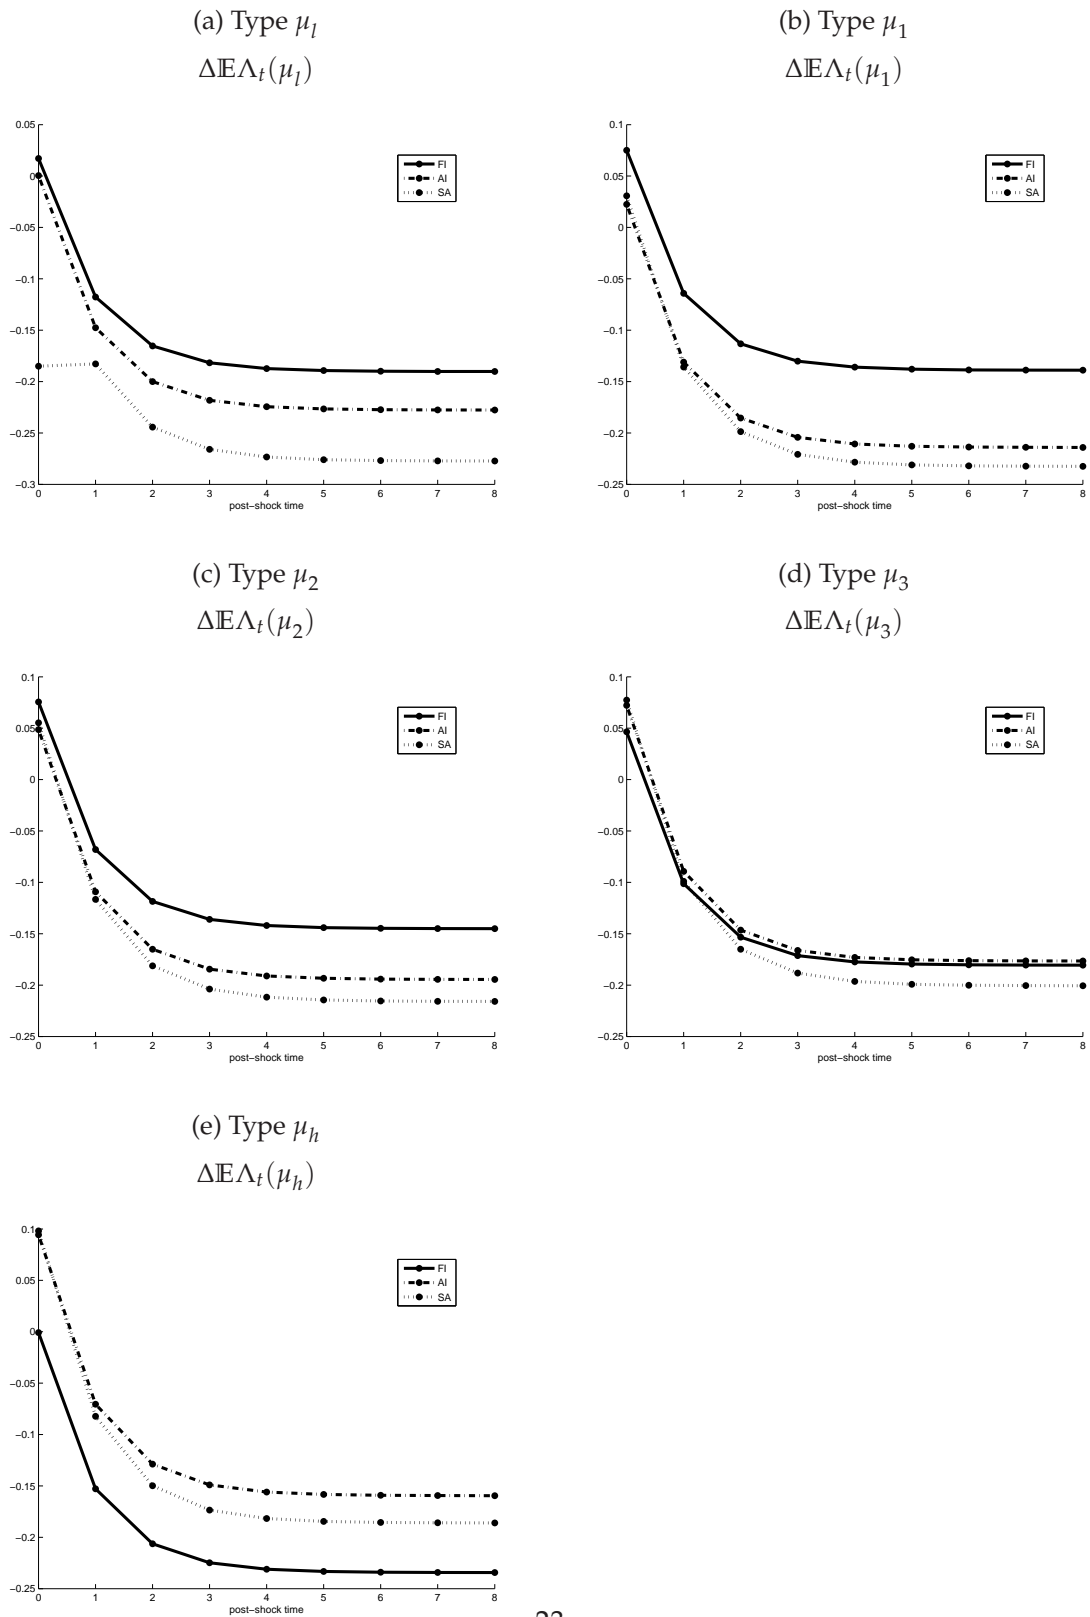 (a) Type μ_l
ΔEΛ_t(μ_l)
0.05
0
−0.05
−0.1
−0.15
−0.2
−0.25
−0.3
0 1 2 3 4 5 6 7 8
post−shock time
FI
AI
SA
(b) Type μ_1
Δ𝔼Λ_t(μ_1)
0.1
0.05
0
−0.05
−0.1
−0.15
−0.2
−0.25
0 1 2 3 4 5 6 7 8
post−shock time
FI
AI
SA
(c) Type μ_2
Δ𝔼Λ_t(μ_2)
0.1
0.05
0
−0.05
−0.1
−0.15
−0.2
−0.25
0 1 2 3 4 5 6 7 8
post−shock time
FI
AI
SA
(d) Type μ_3
Δ𝔼Λ_t(μ_3)
0.1
0.05
0
−0.05
−0.1
−0.15
−0.2
−0.25
0 1 2 3 4 5 6 7 8
post−shock time
FI
AI
SA
(e) Type μ_h
Δ𝔼Λ_t(μ_h)
0.1
0.05
0
−0.05
−0.1
−0.15
−0.2
−0.25
0 1 2 3 4 5 6 7 8
post−shock time
FI
AI
SA